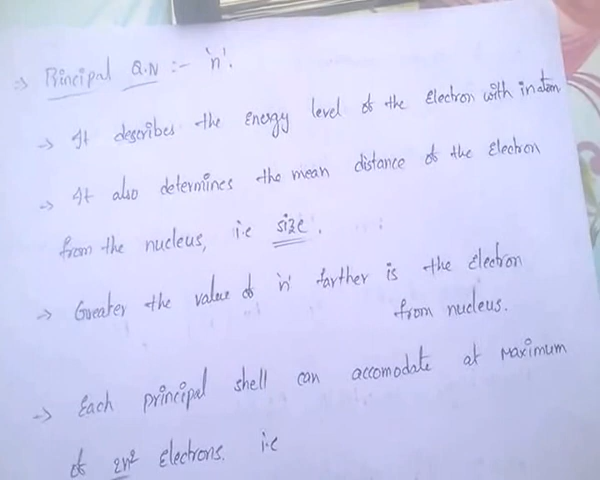 => Principal Q.N :- 'n'.
-> It describes the Energy level of the Electron with in atom
-> It also determines the mean distance of the Electron
from the nucleus, i.e size.
-> Greater the value of 'n' farther is the Electron
from nucleus.
-> Each principal shell can accomodate at Maximum
of 2n² Electrons. i.e